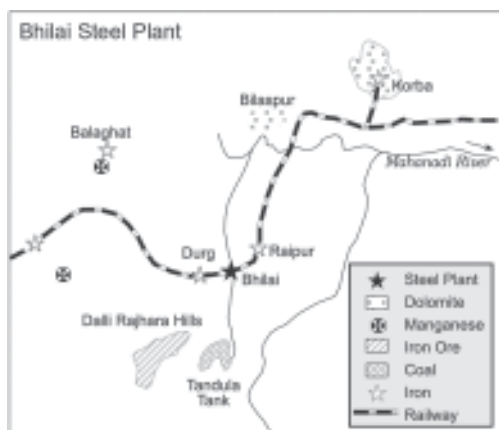 Bhilai Steel Plant
Korba
Bilaspur
Balaghat
Mahanadi River
Durg
Raipur
Bhilai
Dalli Rajhara Hills
Tandula
Tank
Steel Plant
Dolomite
Manganese
Iron Ore
Coal
Iron
Railway